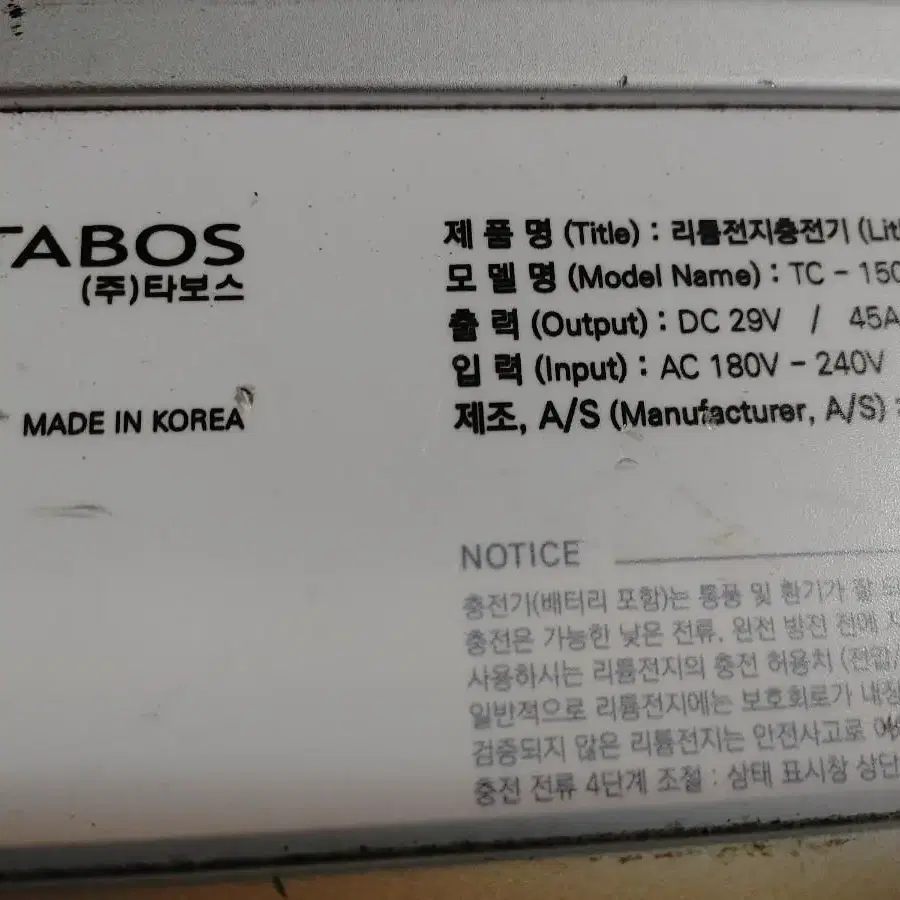 TABOS
(주)타보스
MADE IN KOREA
제 품 명 (Title) : 리튬전지충전기 (Lit
모 델 명 (Model Name) : TC - 150
출 력 (Output) : DC 29V / 45A
입 력 (Input) : AC 180V - 240V
제조, A/S (Manufacturer, A/S) :
NOTICE
충전기(배터리 포함)는 통풍 및 환기가 잘
충전은 가능한 낮은 전류, 완전 방전 전에
사용하시는 리튬전지의 충전 허용치 (전압/
일반적으로 리튬전지에는 보호회로가 내장
검증되지 않은 리튬전지는 안전사고로
충전 전류 4단계 조절 : 상태 표시창 상단